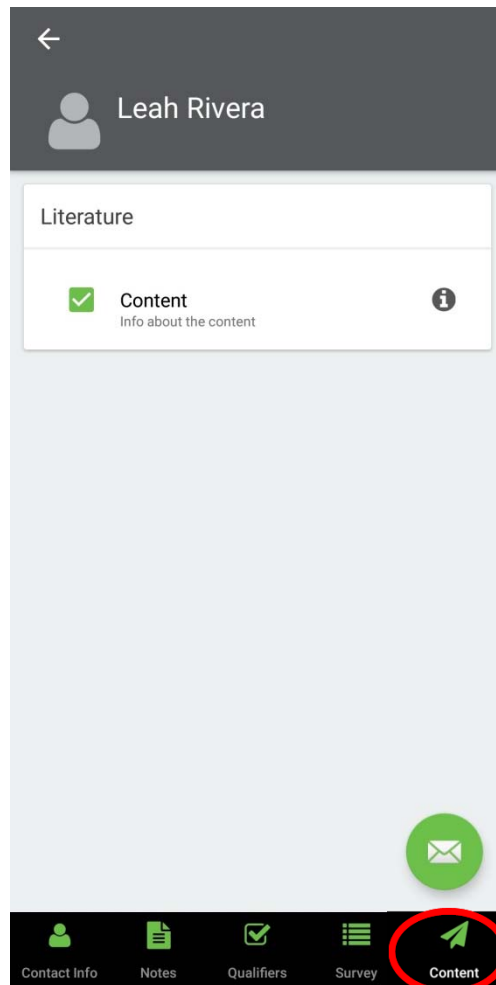 Leah Rivera
Literature
Content
Info about the content
Contact Info Notes Qualifiers Survey Content